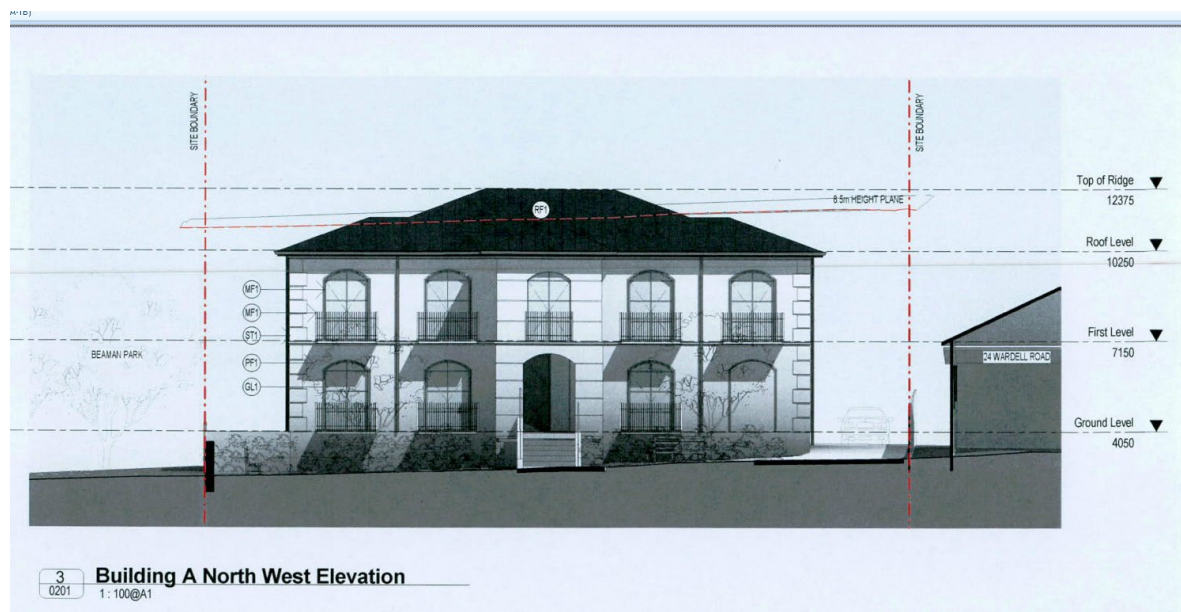 SITE BOUNDARY
SITE BOUNDARY
Top of Ridge
12375
8.5m HEIGHT PLANE
RF1
Roof Level
10250
MF1
MF1
ST1
PF1
GL1
First Level
7150
BEAMAN PARK
24 WARDELL ROAD
Ground Level
4050
3
0201
Building A North West Elevation
1 : 100@A1